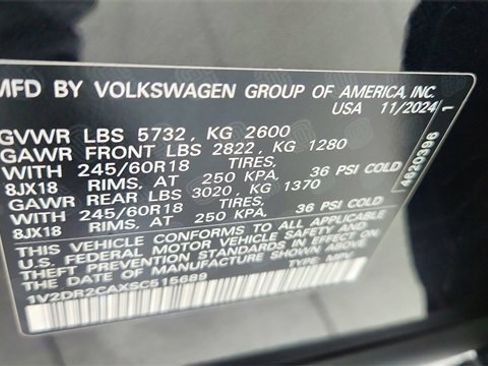 MFD BY VOLKSWAGEN GROUP OF AMERICA, INC.
USA 11/2024
GVWR LBS 5732, KG 2600
GAWR FRONT LBS 2822, KG 1280
WITH 245/60R18 TIRES,
8JX18 RIMS, AT 250 KPA, 36 PSI COLD
GAWR REAR LBS 3020, KG 1370
WITH 245/60R18 TIRES,
8JX18 RIMS, AT 250 KPA, 36 PSI COLD
THIS VEHICLE CONFORMS TO ALL APPLICABLE
U.S. FEDERAL MOTOR VEHICLE SAFETY AND
THEFT PREVENTION STANDARDS IN EFFECT ON
THE DATE OF MANUFACTURE SHOWN ABOVE
1V2DR2CAXSC515689 TYPE: MPV
4620396